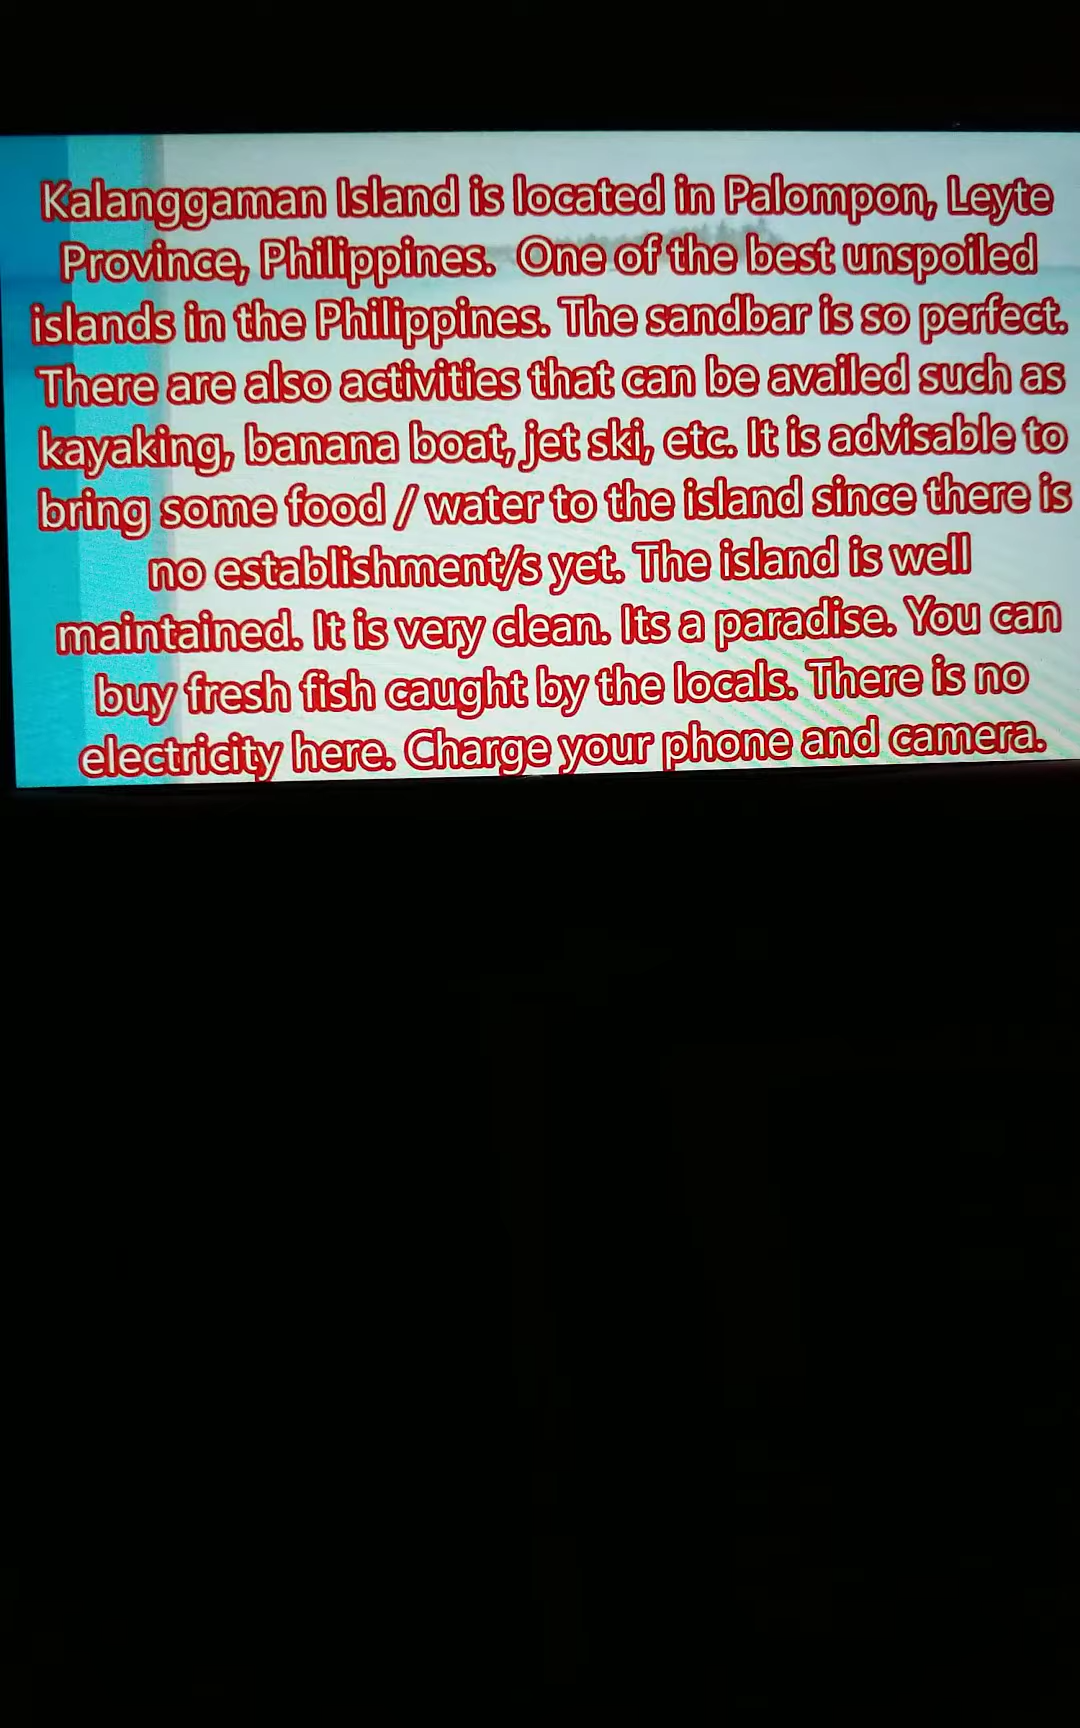 Kalanggaman Island is located in Palompon, Leyte
Province, Philippines.  One of the best unspoiled
islands in the Philippines. The sandbar is so perfect.
There are also activities that can be availed such as
kayaking, banana boat, jet ski, etc. It is advisable to
bring some food / water to the island since there is
no establishment/s yet. The island is well
maintained. It is very clean. Its a paradise. You can
buy fresh fish caught by the locals. There is no
electricity here. Charge your phone and camera.